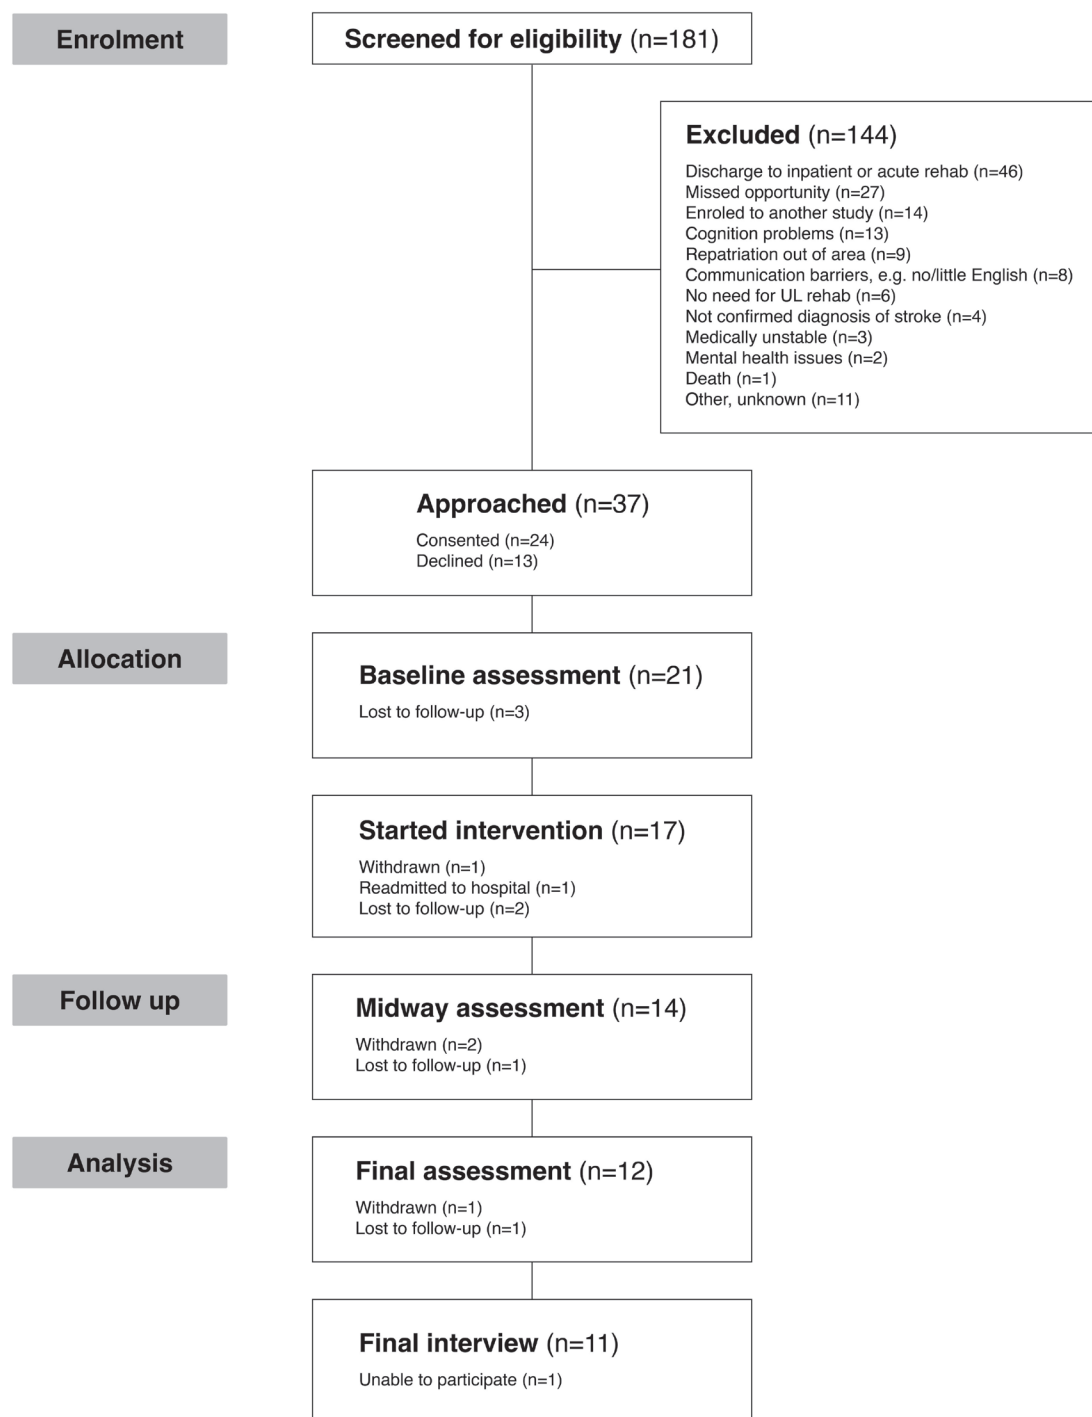 Enrolment
Screened for eligibility (n=181)
Excluded (n=144)
Discharge to inpatient or acute rehab (n=46)
Missed opportunity (n=27)
Enroled to another study (n=14)
Cognition problems (n=13)
Repatriation out of area (n=9)
Communication barriers, e.g. no/little English (n=8)
No need for UL rehab (n=6)
Not confirmed diagnosis of stroke (n=4)
Medically unstable (n=3)
Mental health issues (n=2)
Death (n=1)
Other, unknown (n=11)
Approached (n=37)
Consented (n=24)
Declined (n=13)
Allocation
Baseline assessment (n=21)
Lost to follow-up (n=3)
Started intervention (n=17)
Withdrawn (n=1)
Readmitted to hospital (n=1)
Lost to follow-up (n=2)
Follow up
Midway assessment (n=14)
Withdrawn (n=2)
Lost to follow-up (n=1)
Analysis
Final assessment (n=12)
Withdrawn (n=1)
Lost to follow-up (n=1)
Final interview (n=11)
Unable to participate (n=1)